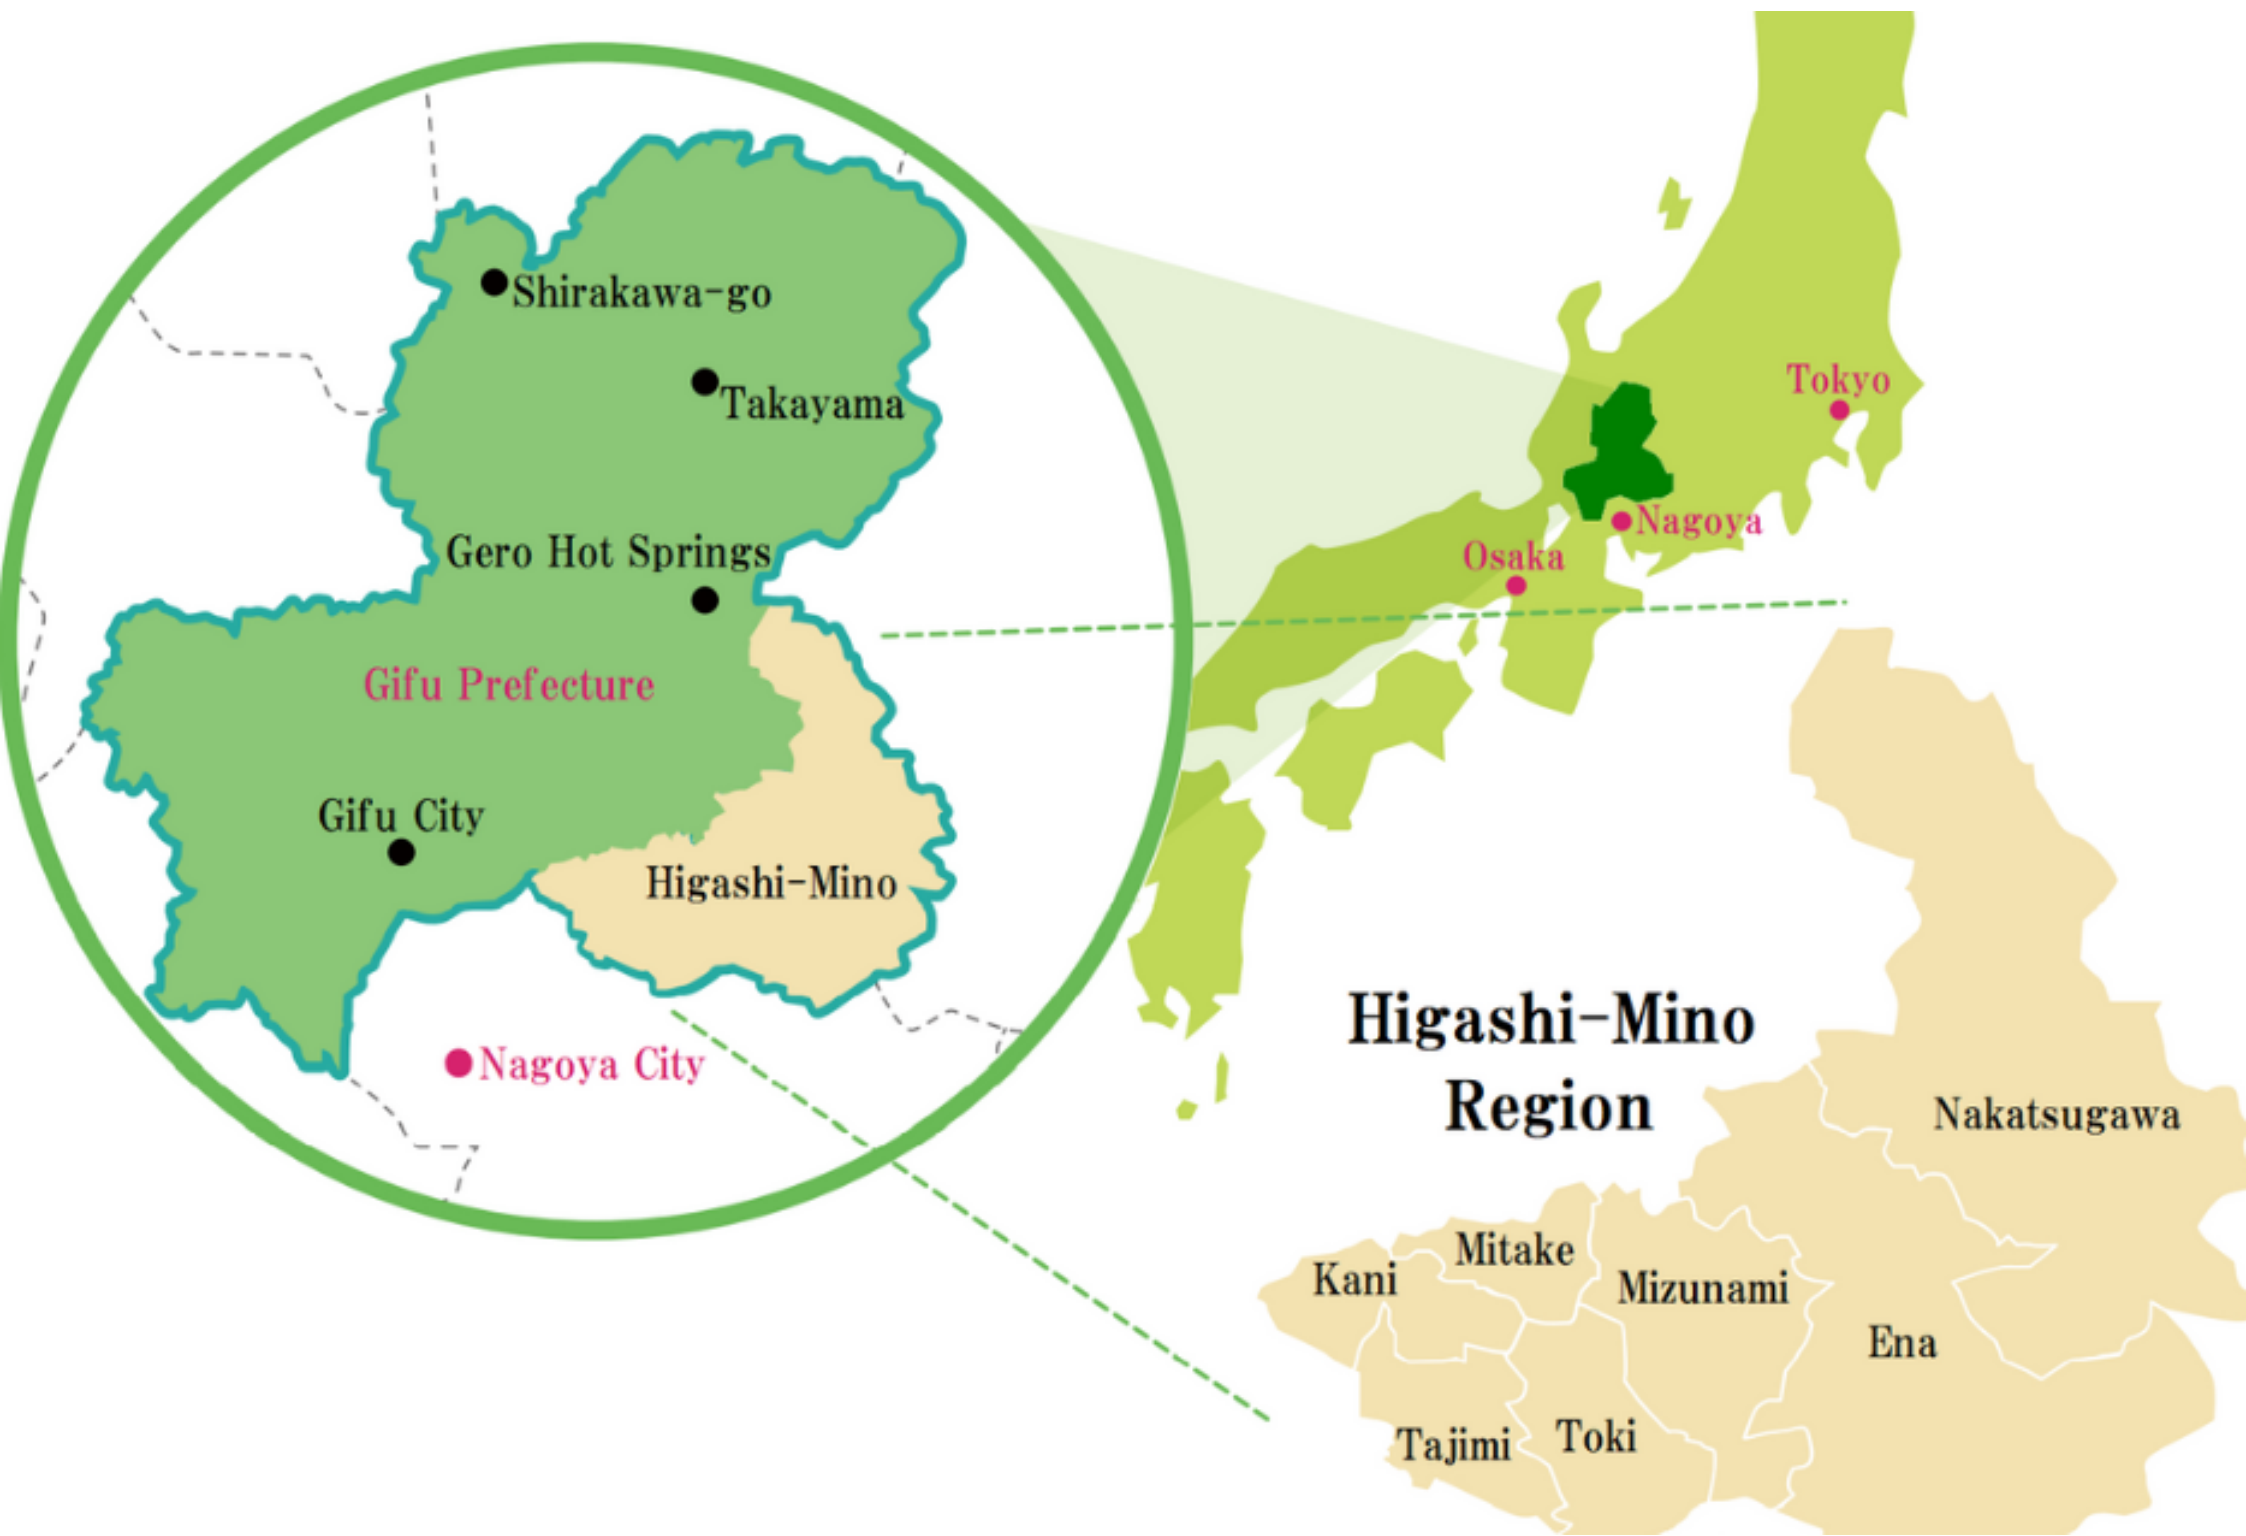 Shirakawa-go
Takayama
Gero Hot Springs
Gifu Prefecture
Gifu City
Higashi-Mino
Nagoya City
Tokyo
Nagoya
Osaka
Higashi-Mino
Region
Nakatsugawa
Mitake
Kani
Mizunami
Ena
Tajimi
Toki